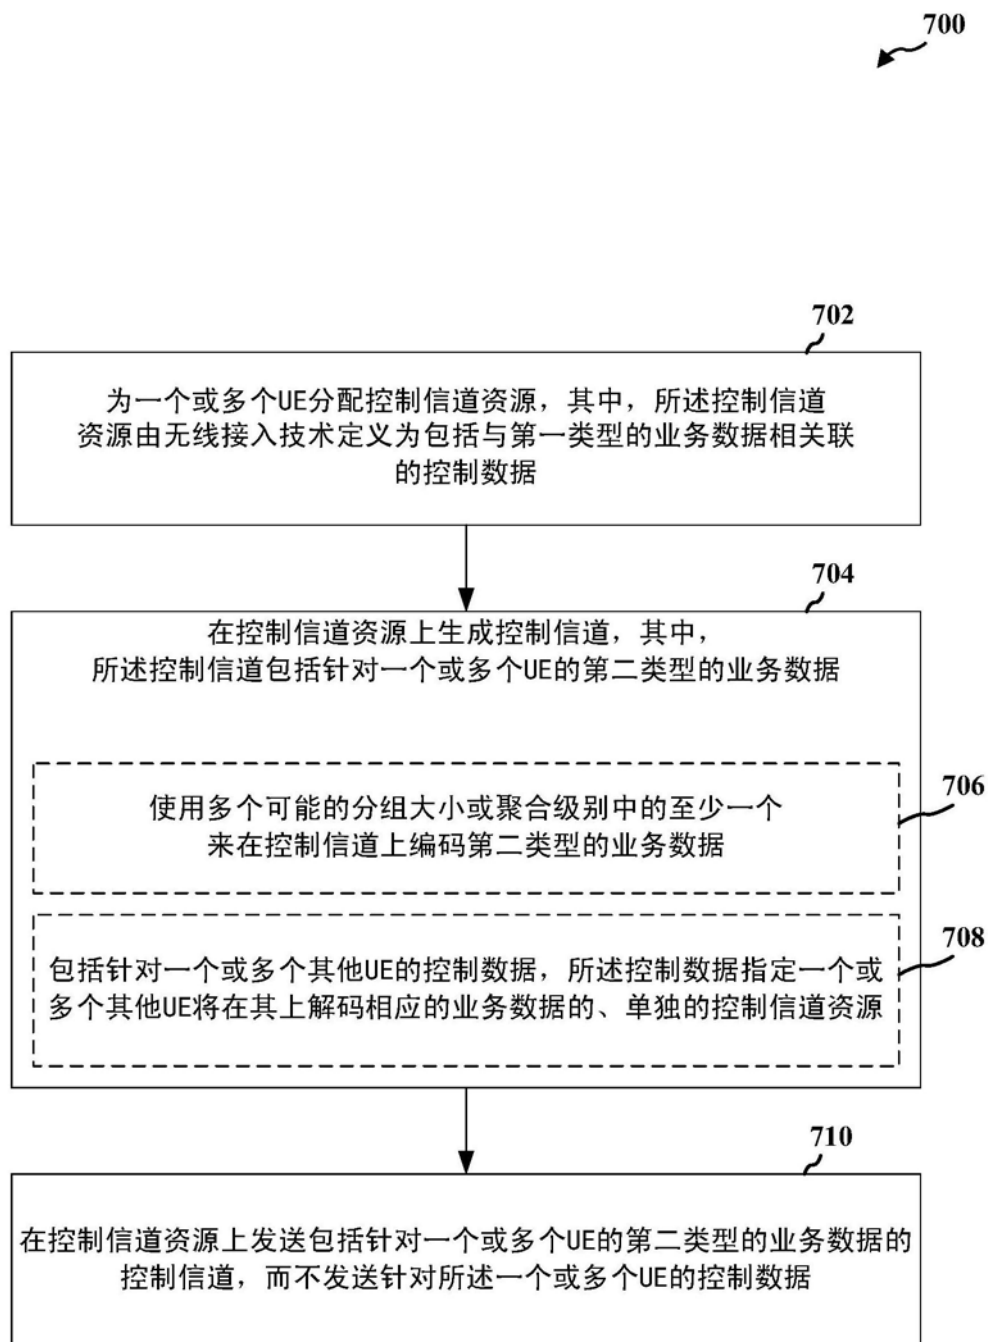 700
702
为一个或多个UE分配控制信道资源，其中，所述控制信道
资源由无线接入技术定义为包括与第一类型的业务数据相关联
的控制数据
704
在控制信道资源上生成控制信道，其中，
所述控制信道包括针对一个或多个UE的第二类型的业务数据
706
使用多个可能的分组大小或聚合级别中的至少一个
来在控制信道上编码第二类型的业务数据
708
包括针对一个或多个其他UE的控制数据，所述控制数据指定一个或
多个其他UE将在其上解码相应的业务数据的、单独的控制信道资源
710
在控制信道资源上发送包括针对一个或多个UE的第二类型的业务数据的
控制信道，而不发送针对所述一个或多个UE的控制数据